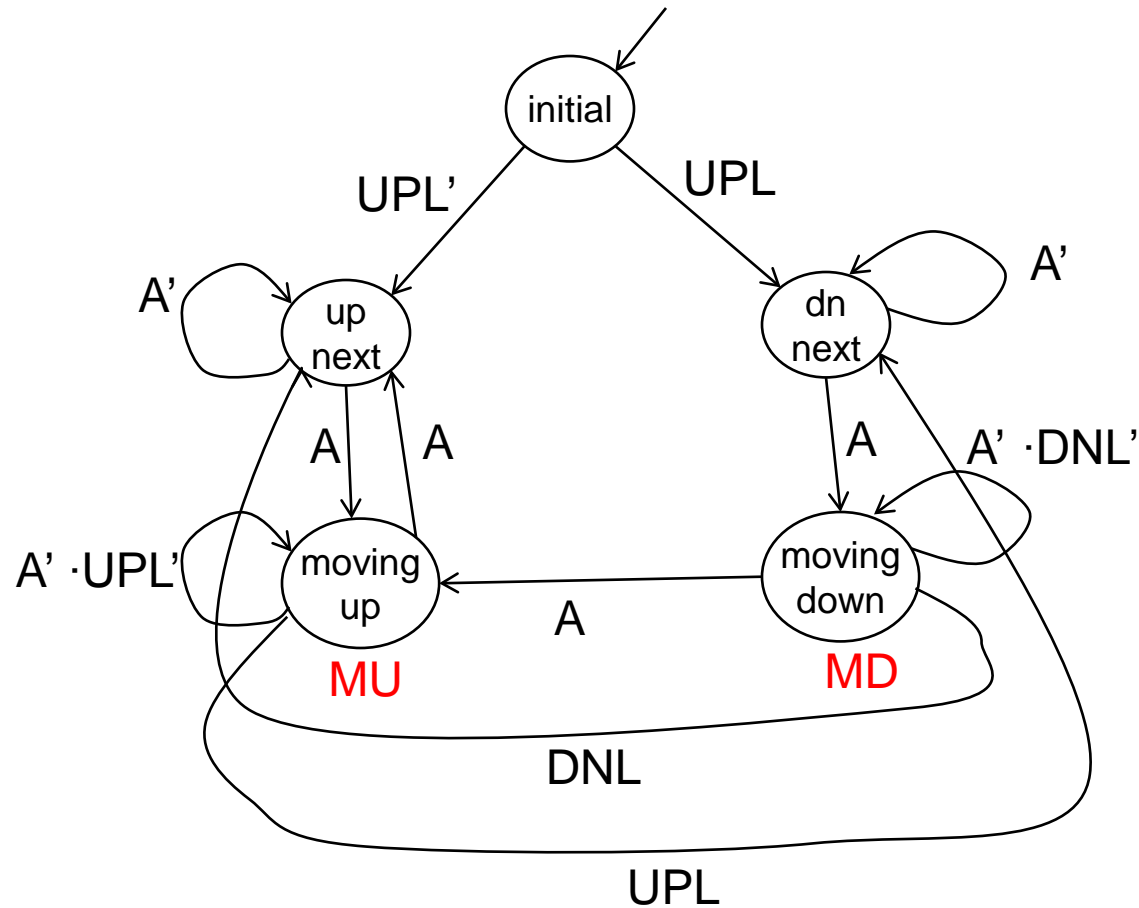 initial
UPL’
UPL
A’
A’
up
next
dn
next
A
A
A
A’ ·DNL’
A’ ·UPL’
moving
up
moving
down
A
MU
MD
DNL
UPL